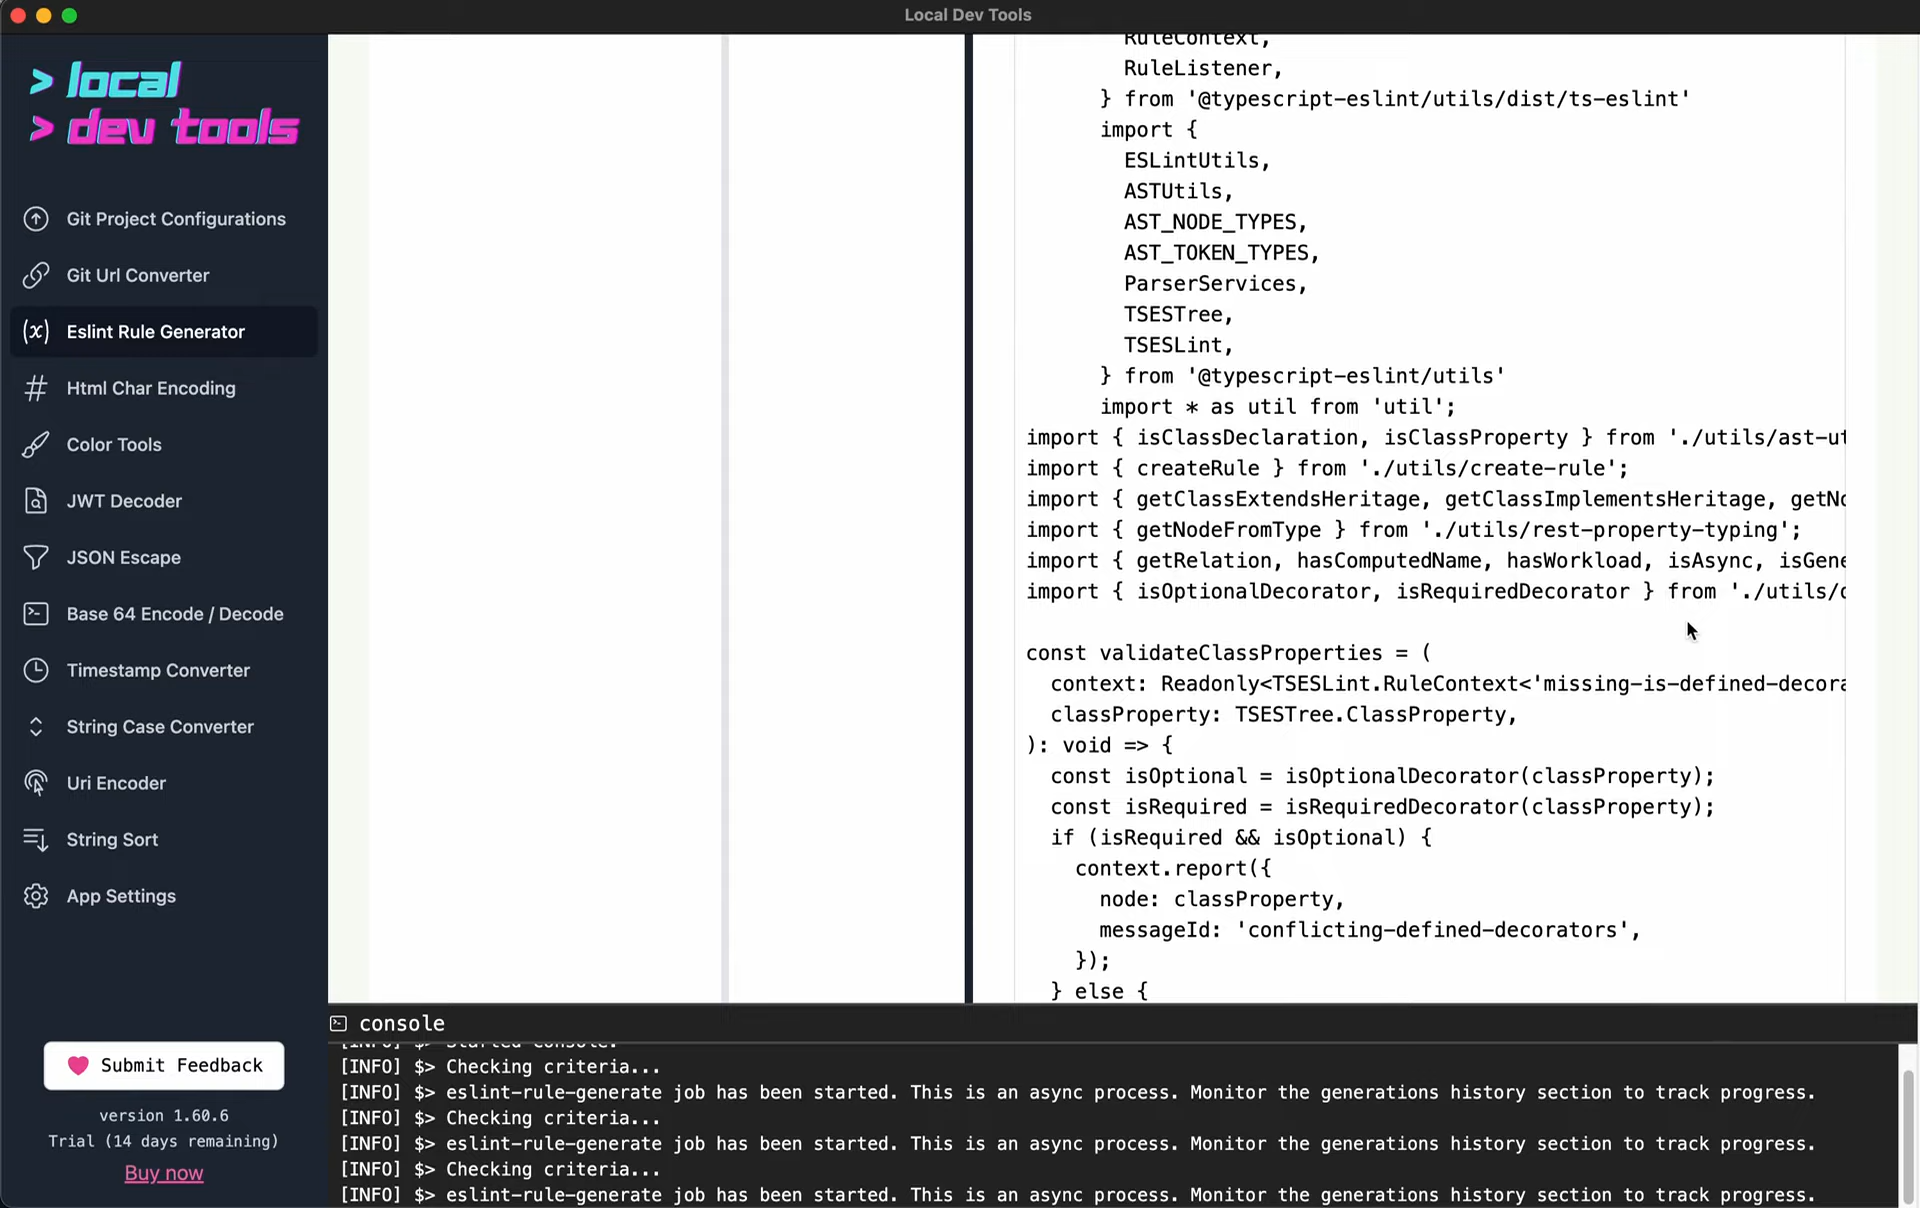 Local Dev Tools
> local
> dev tools
Git Project Configurations
Git Url Converter
(x) Eslint Rule Generator
# Html Char Encoding
Color Tools
JWT Decoder
JSON Escape
Base 64 Encode / Decode
Timestamp Converter
String Case Converter
Uri Encoder
String Sort
App Settings
Submit Feedback
version 1.60.6
Trial (14 days remaining)
Buy now
RuleContext,
RuleListener,
} from '@typescript-eslint/utils/dist/ts-eslint'
import {
ESLintUtils,
ASTUtils,
AST_NODE_TYPES,
AST_TOKEN_TYPES,
ParserServices,
TSESTree,
TSESLint,
} from '@typescript-eslint/utils'
import * as util from 'util';
import { isClassDeclaration, isClassProperty } from './utils/ast-ut
import { createRule } from './utils/create-rule';
import { getClassExtendsHeritage, getClassImplementsHeritage, getNo
import { getNodeFromType } from './utils/rest-property-typing';
import { getRelation, hasComputedName, hasWorkload, isAsync, isGene
import { isOptionalDecorator, isRequiredDecorator } from './utils/d
const validateClassProperties = (
context: Readonly<TSESLint.RuleContext<'missing-is-defined-decora
classProperty: TSESTree.ClassProperty,
): void => {
const isOptional = isOptionalDecorator(classProperty);
const isRequired = isRequiredDecorator(classProperty);
if (isRequired && isOptional) {
context.report({
node: classProperty,
messageId: 'conflicting-defined-decorators',
});
} else {
console
[INFO] $> Started console.
[INFO] $> Checking criteria...
[INFO] $> eslint-rule-generate job has been started. This is an async process. Monitor the generations history section to track progress.
[INFO] $> Checking criteria...
[INFO] $> eslint-rule-generate job has been started. This is an async process. Monitor the generations history section to track progress.
[INFO] $> Checking criteria...
[INFO] $> eslint-rule-generate job has been started. This is an async process. Monitor the generations history section to track progress.